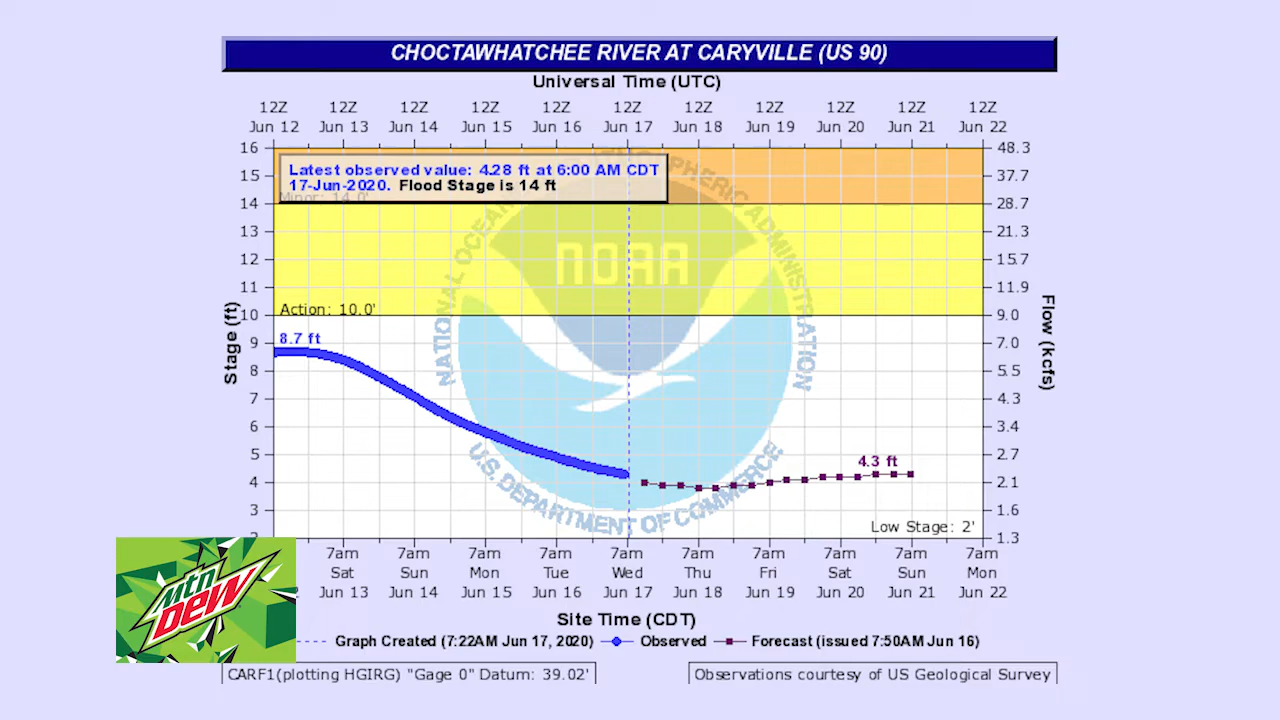 CHOCTAWHATCHEE RIVER AT CARYVILLE (US 90)
Universal Time (UTC)
12Z 12Z 12Z 12Z 12Z 12Z 12Z 12Z 12Z 12Z 12Z
Jun 12 Jun 13 Jun 14 Jun 15 Jun 16 Jun 17 Jun 18 Jun 19 Jun 20 Jun 21 Jun 22
16 48.3
Latest observed value: 4.28 ft at 6:00 AM CDT
15 37.7
17-Jun-2020. Flood Stage is 14 ft
Minor: 14.0'
14 28.7
13 21.3
12 15.7
11 11.9
Action: 10.0'
10 9.0
8.7 ft
9 7.0
8 5.5
7 4.3
6 3.4
5 2.7
4.3 ft
4 2.1
3 1.6
Low Stage: 2'
1.3
Stage (ft)
Flow (kcfs)
NATIONAL OCEANIC ATMOSPHERIC ADMINISTRATION
NOAA
U.S. DEPARTMENT OF COMMERCE
7am 7am 7am 7am 7am 7am 7am 7am 7am 7am
Sat Sun Mon Tue Wed Thu Fri Sat Sun Mon
Jun 13 Jun 14 Jun 15 Jun 16 Jun 17 Jun 18 Jun 19 Jun 20 Jun 21 Jun 22
Site Time (CDT)
Graph Created (7:22AM Jun 17, 2020) Observed Forecast (issued 7:50AM Jun 16)
CARF1(plotting HGIRG) "Gage 0" Datum: 39.02'
Observations courtesy of US Geological Survey
Mtn
DEW